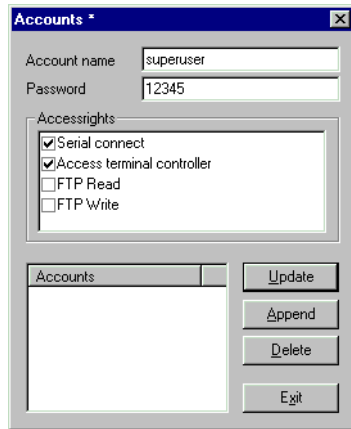 Accounts *
Account name superuser
Password 12345
Accessrights
Serial connect
Access terminal controller
FTP Read
FTP Write
Accounts
Update
Append
Delete
Exit